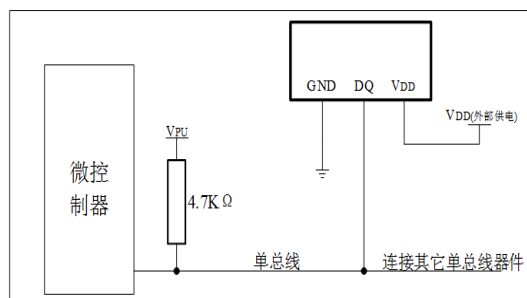 GND DQ VDD
VDD(外部供电)
VPU
微控
制器
4.7KΩ
单总线
连接其它单总线器件